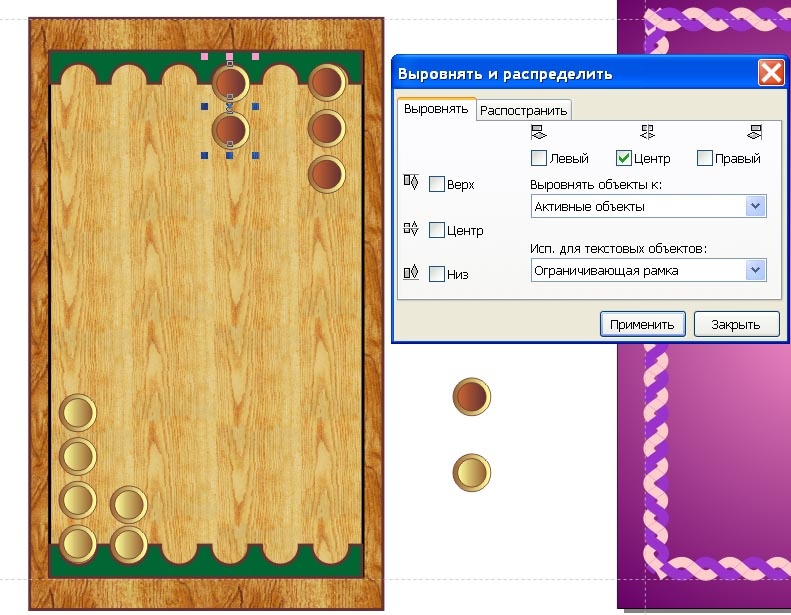 Выровнять и распределить
Выровнять
Распостранить
Левый
Центр
Правый
Верх
Выровнять объекты к:
Активные объекты
Центр
Исп. для текстовых объектов:
Ограничивающая рамка
Низ
Применить
Закрыть